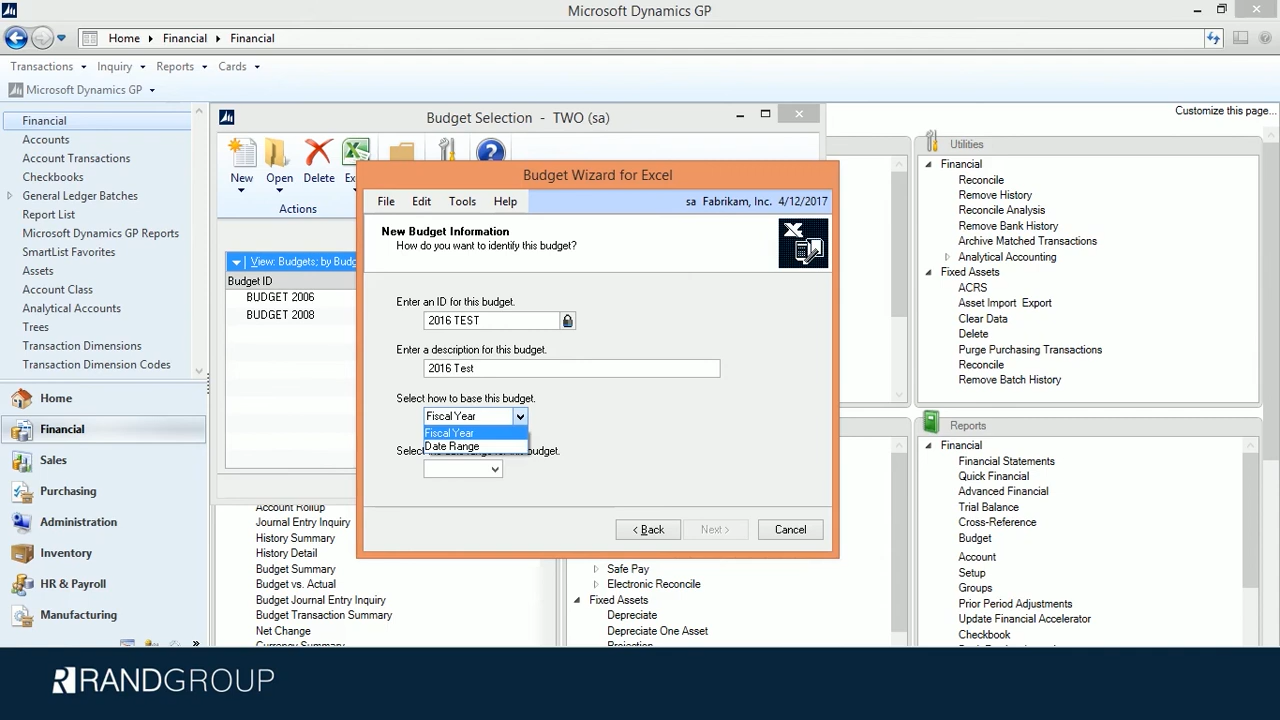 Microsoft Dynamics GP
Home Financial Financial
Transactions Inquiry Reports Cards
Microsoft Dynamics GP
Customize this page...
Financial
Accounts
Account Transactions
Checkbooks
General Ledger Batches
Report List
Microsoft Dynamics GP Reports
SmartList Favorites
Assets
Account Class
Analytical Accounts
Trees
Transaction Dimensions
Transaction Dimension Codes
Home
Financial
Sales
Purchasing
Administration
Inventory
HR & Payroll
Manufacturing
»
Budget Selection - TWO (sa)
New
Open
Delete
Actions
View: Budgets; by Budg
Budget ID
BUDGET 2006
BUDGET 2008
Budget Wizard for Excel
File Edit Tools Help
sa Fabrikam, Inc. 4/12/2017
New Budget Information
How do you want to identify this budget?
Enter an ID for this budget.
2016 TEST
Enter a description for this budget.
2016 Test
Select how to base this budget.
Fiscal Year
Fiscal Year
Date Range
< Back Next > Cancel
Account Rollup
Journal Entry Inquiry
History Summary
History Detail
Budget Summary
Budget vs. Actual
Budget Journal Entry Inquiry
Budget Transaction Summary
Net Change
Currency Summary
Safe Pay
Electronic Reconcile
Fixed Assets
Depreciate
Depreciate One Asset
Projection
Utilities
Financial
Reconcile
Remove History
Reconcile Analysis
Remove Bank History
Archive Matched Transactions
Analytical Accounting
Fixed Assets
ACRS
Asset Import Export
Clear Data
Delete
Purge Purchasing Transactions
Reconcile
Remove Batch History
Reports
Financial
Financial Statements
Quick Financial
Advanced Financial
Trial Balance
Cross-Reference
Budget
Account
Setup
Groups
Prior Period Adjustments
Update Financial Accelerator
Checkbook
RANDGROUP